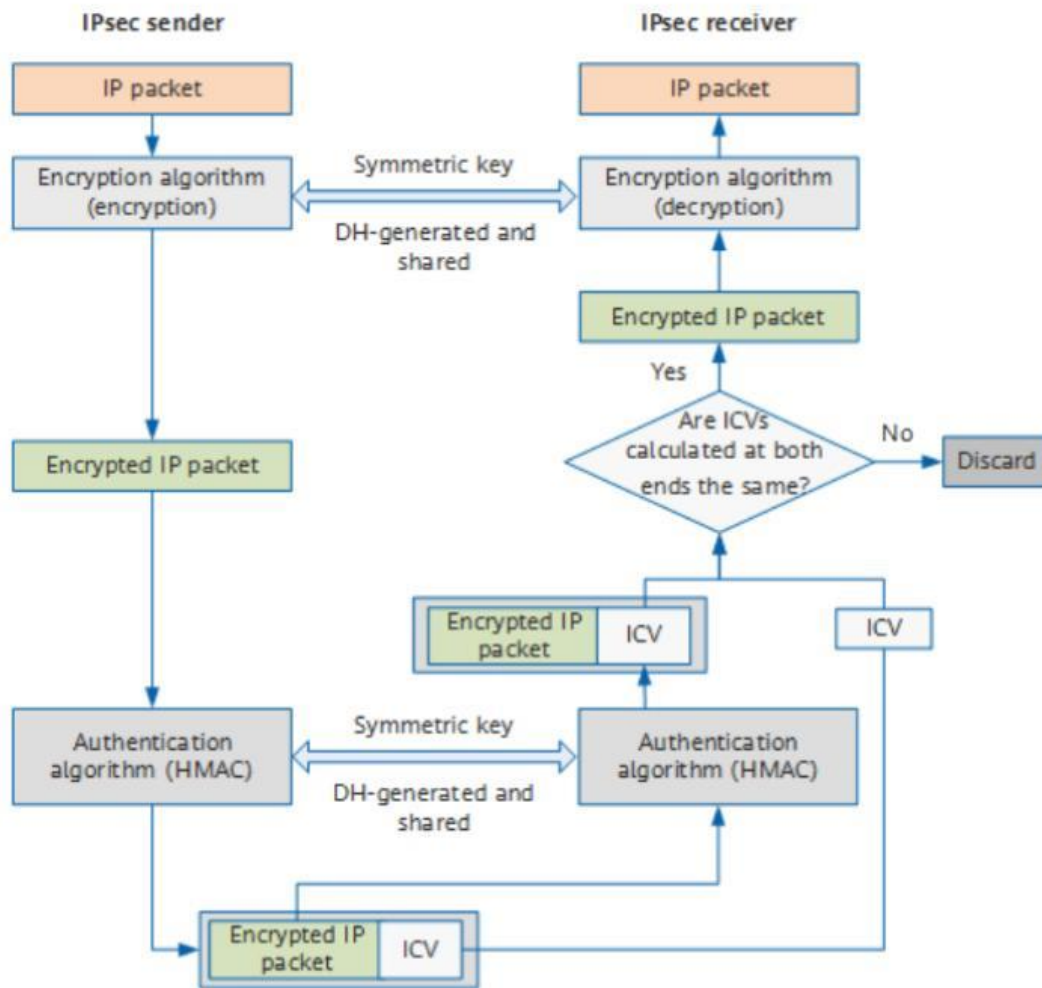 IPsec sender
IPsec receiver
IP packet
IP packet
Encryption algorithm
(encryption)
Symmetric key
DH-generated and
shared
Encryption algorithm
(decryption)
Encrypted IP packet
Yes
Are ICVs
calculated at both
ends the same?
No
Discard
Encrypted IP packet
Encrypted IP
packet
ICV
ICV
Authentication
algorithm (HMAC)
Symmetric key
DH-generated and
shared
Authentication
algorithm (HMAC)
Encrypted IP
packet
ICV